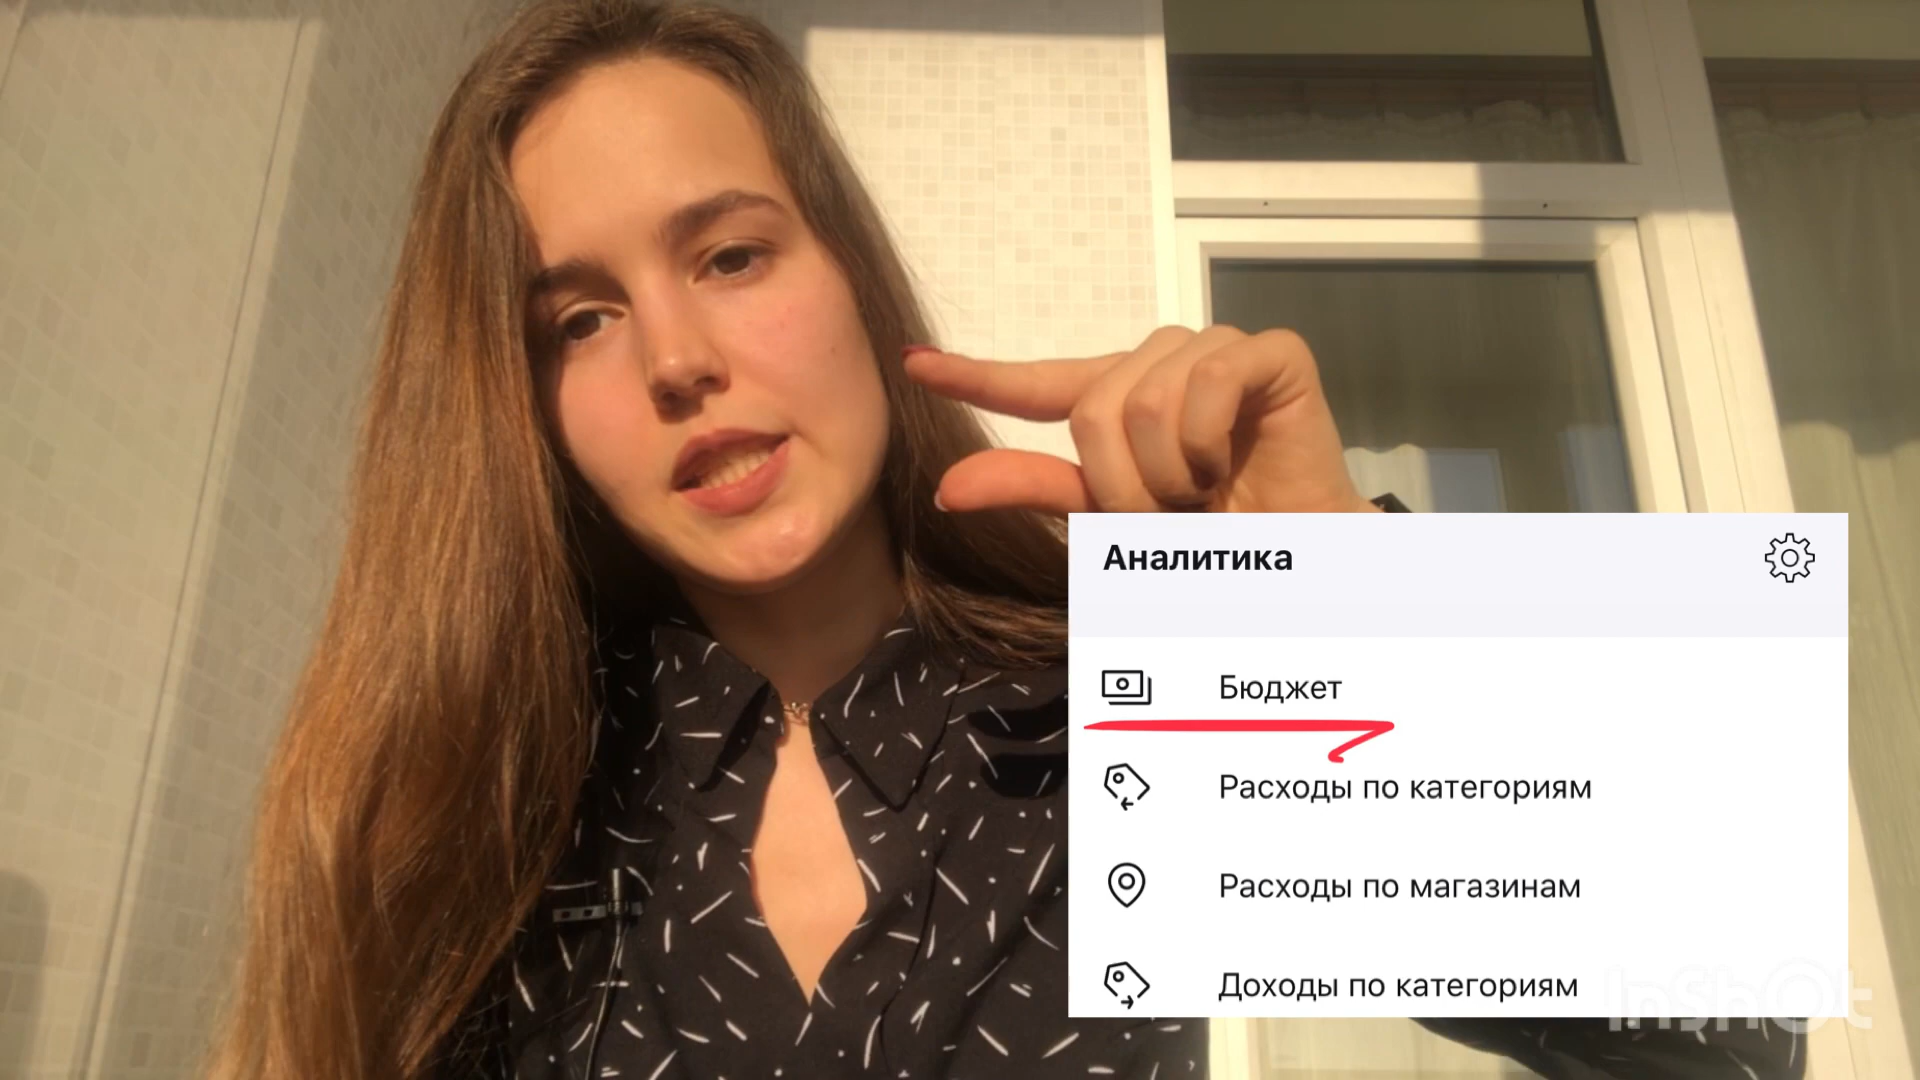 Аналитика
Бюджет
Расходы по категориям
Расходы по магазинам
Доходы по категориям
InShOt